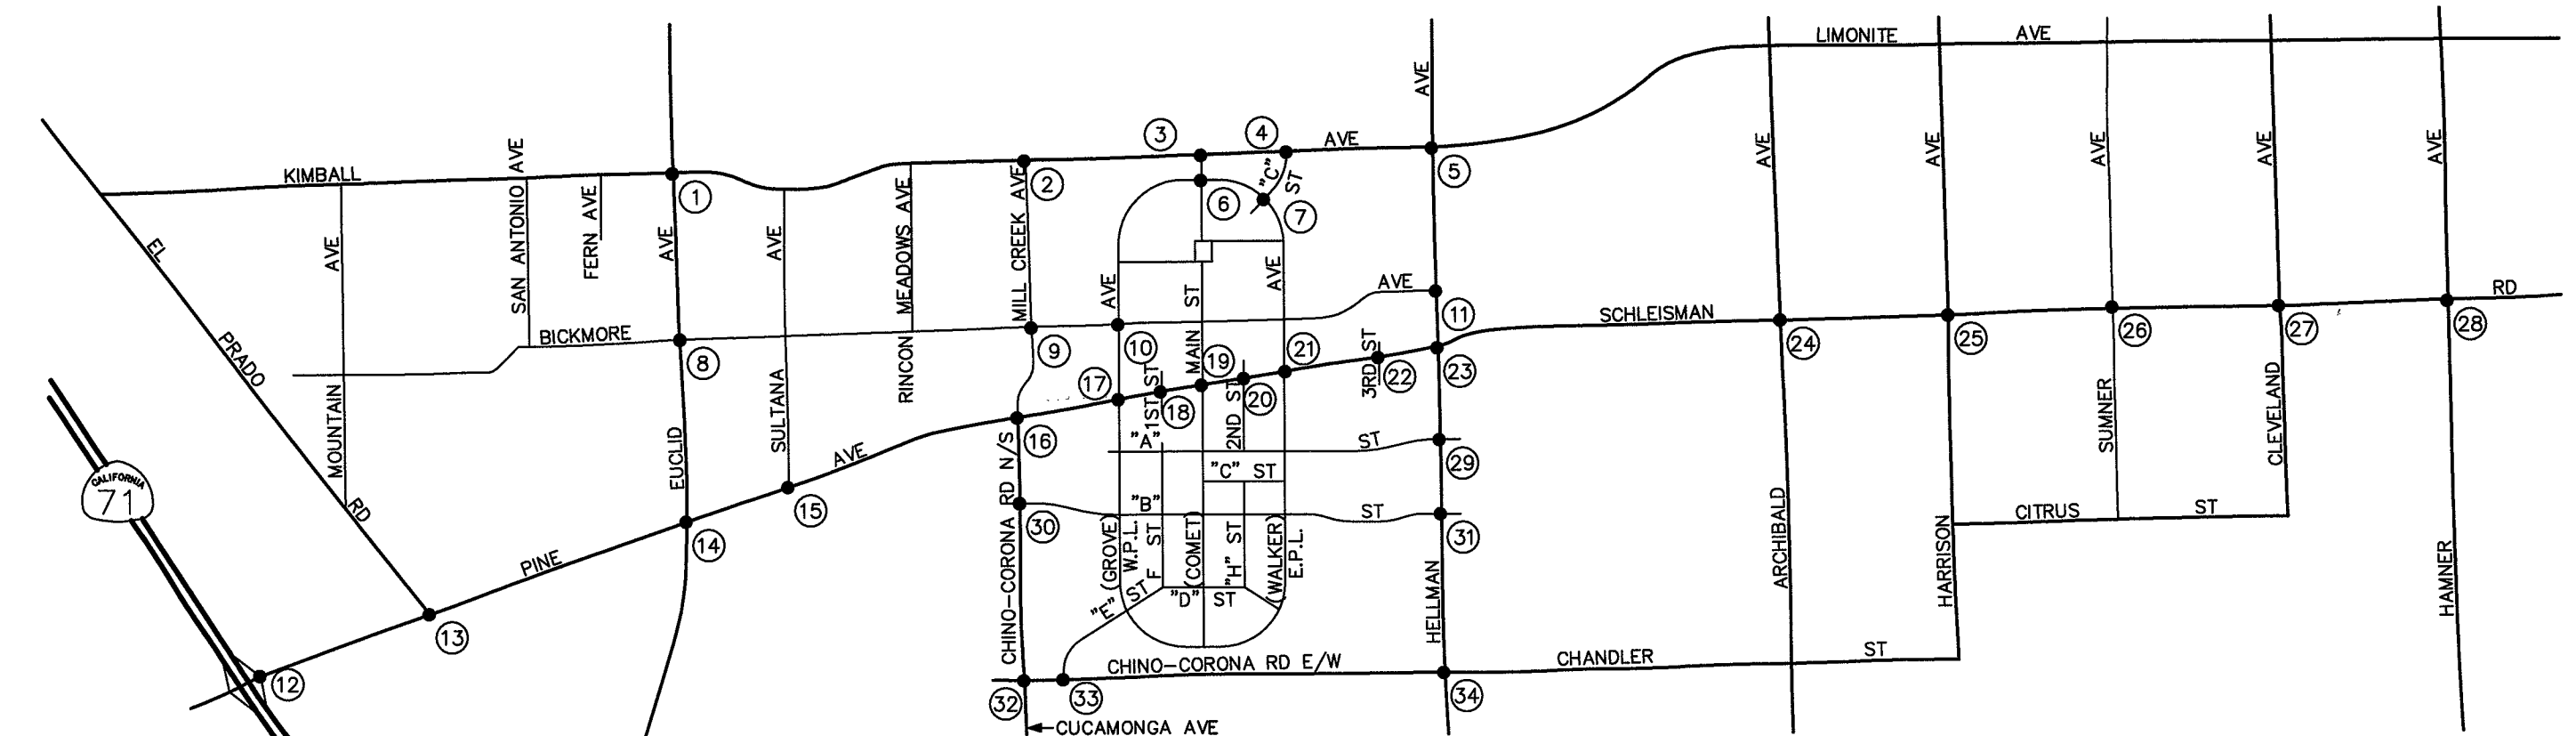 LIMONITE AVE
KIMBALL
AVE
EL
PRADO
RD
AVE
MOUNTAIN
SAN ANTONIO AVE
FERN AVE
AVE
EUCLID
AVE
SULTANA
RINCON MEADOWS AVE
MILL CREEK AVE
"C" ST
AVE
AVE
AVE
AVE
AVE
AVE
AVE
AVE
1
2
3
4
5
6
7
BICKMORE
AVE
8
9
10
11
MAIN ST
SCHLEISMAN
RD
CALIFORNIA
71
PINE
AVE
12
13
14
15
16
17
18
19
20
21
22
23
24
25
26
27
28
1ST ST
2ND ST
3RD ST
"A"
ST
29
"C" ST
"B"
ST
30
31
CHINO-CORONA RD N/S
(GROVE)
W.P.L.
F ST
(COMET)
"H" ST
(WALKER)
E.P.L.
"E" ST
"D" ST
HELLMAN
ARCHIBALD
HARRISON
SUMNER
CLEVELAND
HAMNER
CITRUS ST
CHINO-CORONA RD E/W
CHANDLER ST
32
33
34
CUCAMONGA AVE